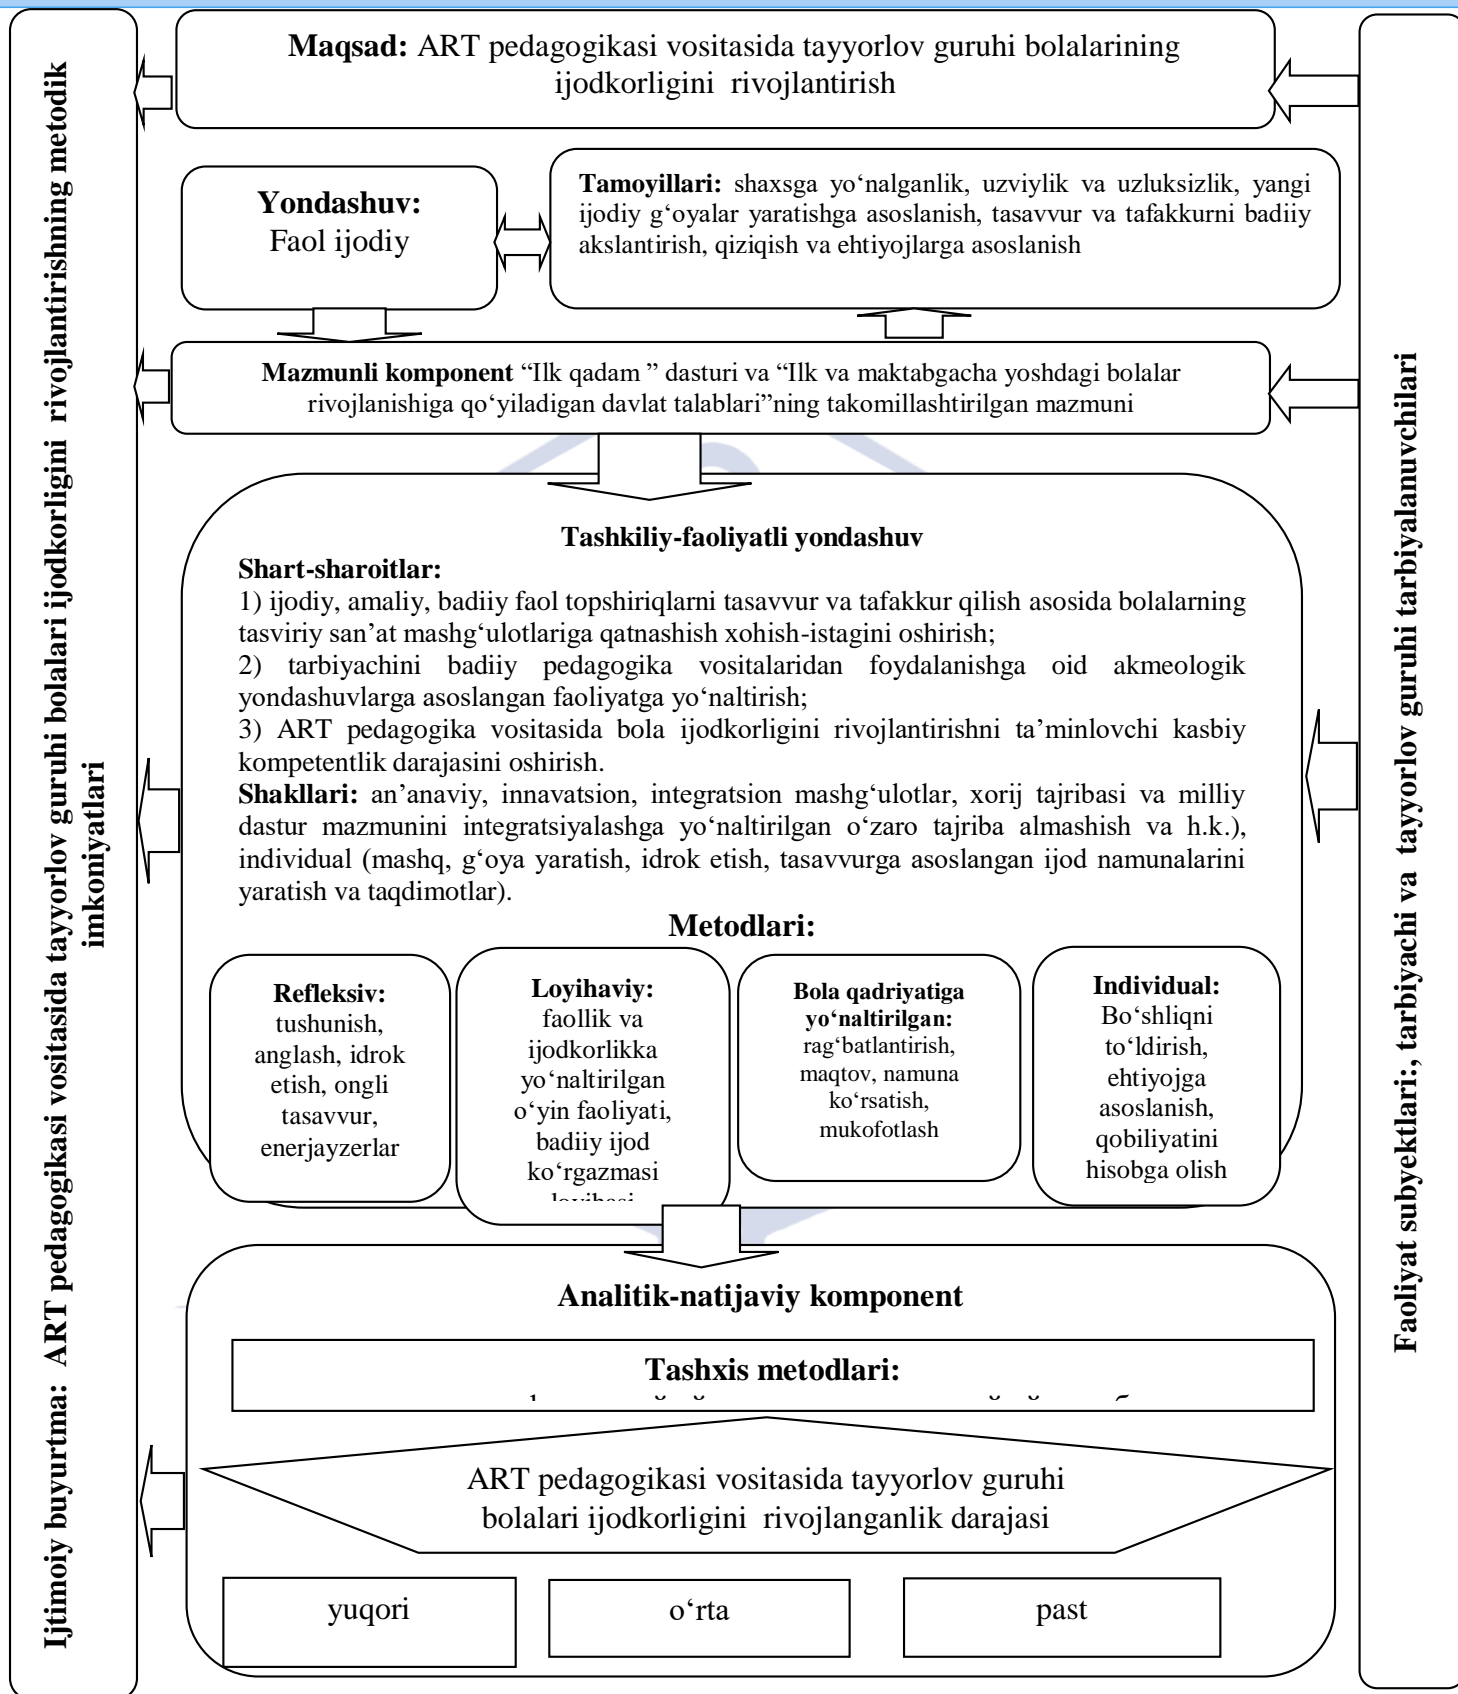 Ijtimoiy buyurtma: ART pedagogikasi vositasida tayyorlov guruhi bolalari ijodkorligini rivojlantirishning metodik
imkoniyatlari
Maqsad: ART pedagogikasi vositasida tayyorlov guruhi bolalarining
ijodkorligini rivojlantirish
Yondashuv:
Faol ijodiy
Tamoyillari: shaxsga yo‘nalganlik, uzviylik va uzluksizlik, yangi
ijodiy g‘oyalar yaratishga asoslanish, tasavvur va tafakkurni badiiy
akslantirish, qiziqish va ehtiyojlarga asoslanish
Mazmunli komponent “Ilk qadam ” dasturi va “Ilk va maktabgacha yoshdagi bolalar
rivojlanishiga qo‘yiladigan davlat talablari”ning takomillashtirilgan mazmuni
Tashkiliy-faoliyatli yondashuv
Shart-sharoitlar:
1) ijodiy, amaliy, badiiy faol topshiriqlarni tasavvur va tafakkur qilish asosida bolalarning
tasviriy san’at mashg‘ulotlariga qatnashish xohish-istagini oshirish;
2) tarbiyachini badiiy pedagogika vositalaridan foydalanishga oid akmeologik
yondashuvlarga asoslangan faoliyatga yo‘naltirish;
3) ART pedagogika vositasida bola ijodkorligini rivojlantirishni ta’minlovchi kasbiy
kompetentlik darajasini oshirish.
Shakllari: an’anaviy, innavatsion, integratsion mashg‘ulotlar, xorij tajribasi va milliy
dastur mazmunini integratsiyalashga yo‘naltirilgan o‘zaro tajriba almashish va h.k.),
individual (mashq, g‘oya yaratish, idrok etish, tasavvurga asoslangan ijod namunalarini
yaratish va taqdimotlar).
Metodlari:
Refleksiv:
tushunish,
anglash, idrok
etish, ongli
tasavvur,
enerjayzerlar
Loyihaviy:
faollik va
ijodkorlikka
yo‘naltirilgan
o‘yin faoliyati,
badiiy ijod
ko‘rgazmasi
Bola qadriyatiga
yo‘naltirilgan:
rag‘batlantirish,
maqtov, namuna
ko‘rsatish,
mukofotlash
Individual:
Bo‘shliqni
to‘ldirish,
ehtiyojga
asoslanish,
qobiliyatini
hisobga olish
Analitik-natijaviy komponent
Tashxis metodlari:
ART pedagogikasi vositasida tayyorlov guruhi
bolalari ijodkorligini rivojlanganlik darajasi
yuqori
o‘rta
past
Faoliyat subyektlari:, tarbiyachi va tayyorlov guruhi tarbiyalanuvchilari